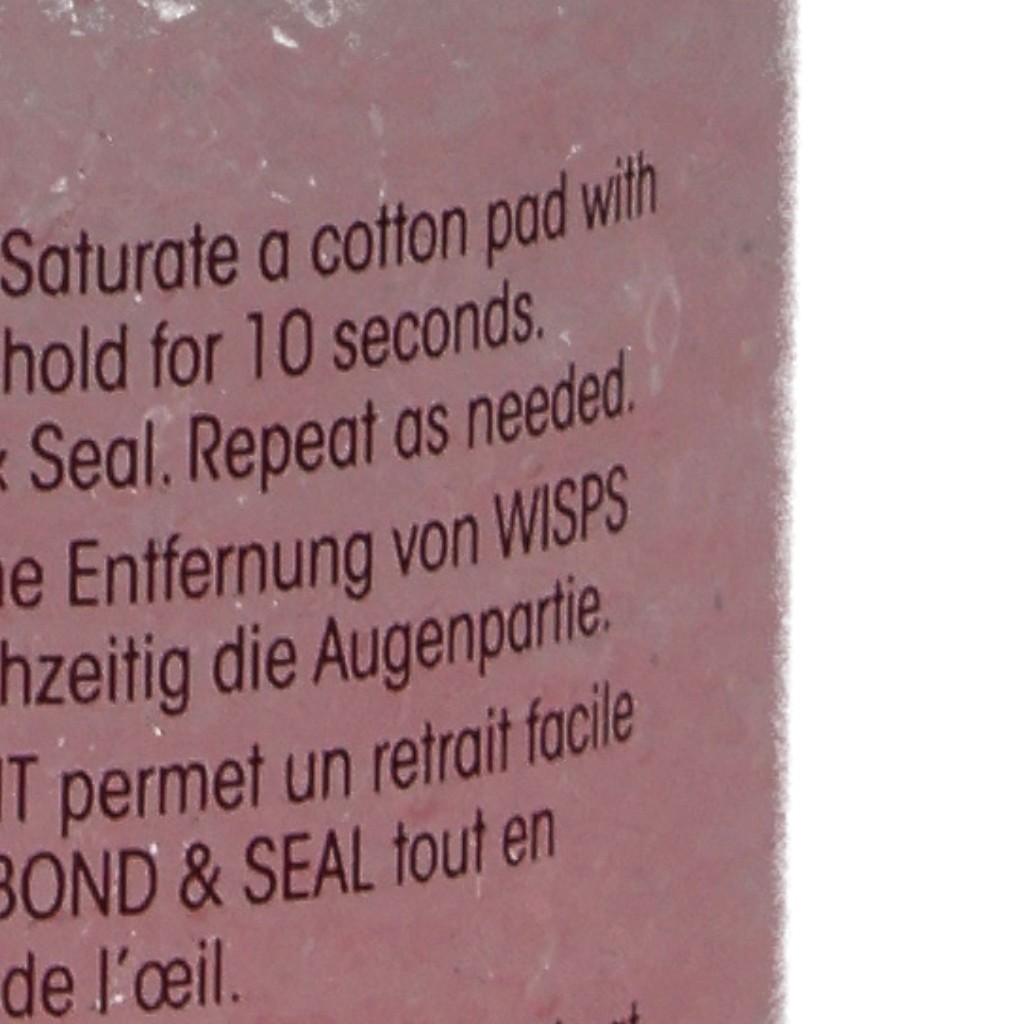 Saturate a cotton pad with
hold for 10 seconds.
Seal. Repeat as needed.
Entfernung von WISPS
hzeitig die Augenpartie.
permet un retrait facile
BOND & SEAL tout en
de l'œil.